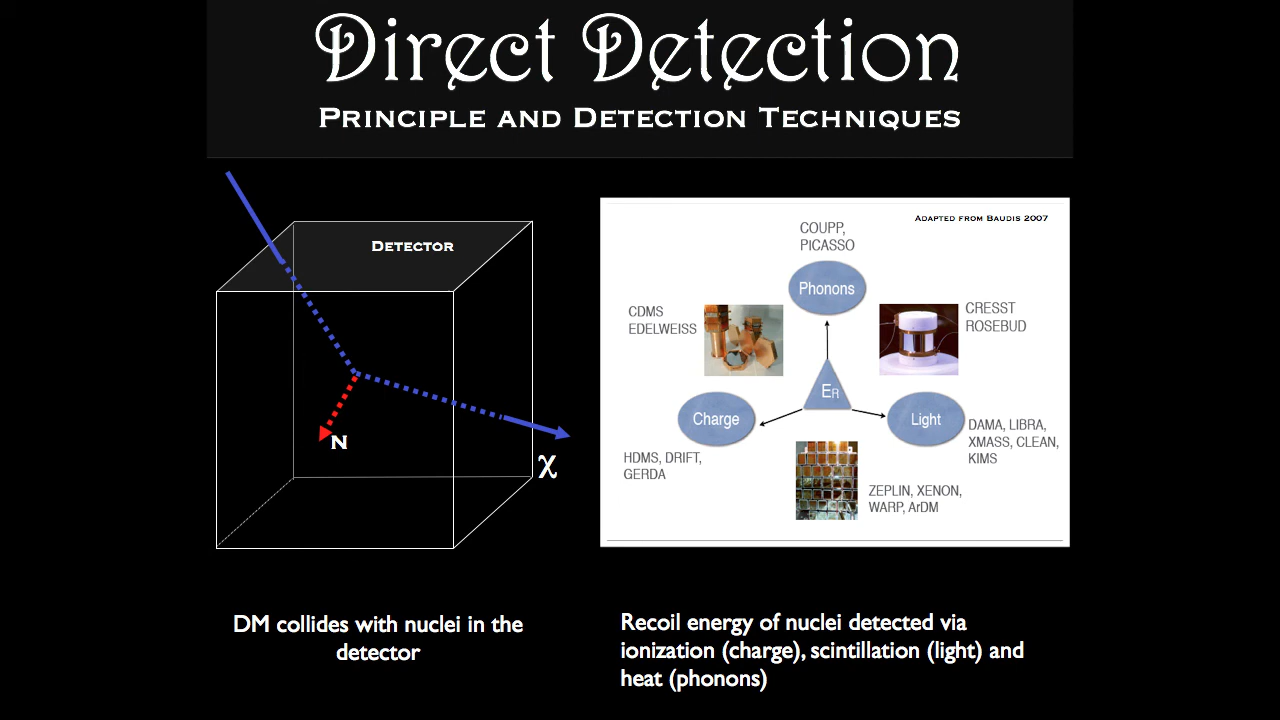 Direct Detection
Principle and Detection Techniques
Detector
N
χ
Adapted from Baudis 2007
COUPP,
PICASSO
Phonons
CDMS
EDELWEISS
CRESST
ROSEBUD
ER
Charge
Light
HDMS, DRIFT,
GERDA
DAMA, LIBRA,
XMASS, CLEAN,
KIMS
ZEPLIN, XENON,
WARP, ArDM
DM collides with nuclei in the
detector
Recoil energy of nuclei detected via
ionization (charge), scintillation (light) and
heat (phonons)